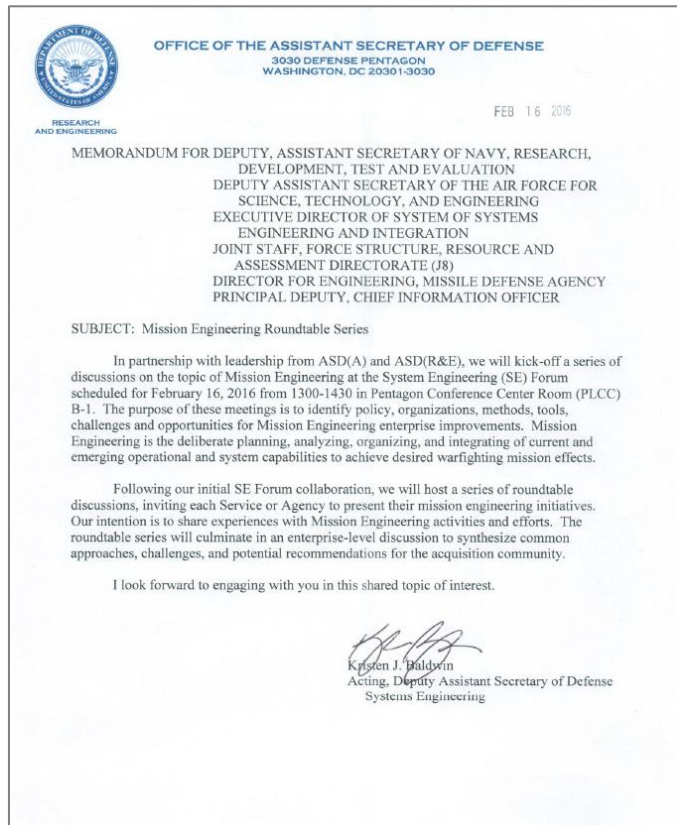 DEPARTMENT OF DEFENSE
UNITED STATES OF AMERICA
RESEARCH
AND ENGINEERING
OFFICE OF THE ASSISTANT SECRETARY OF DEFENSE
3030 DEFENSE PENTAGON
WASHINGTON, DC 20301-3030
FEB 16 2016
MEMORANDUM FOR DEPUTY, ASSISTANT SECRETARY OF NAVY, RESEARCH,
DEVELOPMENT, TEST AND EVALUATION
DEPUTY ASSISTANT SECRETARY OF THE AIR FORCE FOR
SCIENCE, TECHNOLOGY, AND ENGINEERING
EXECUTIVE DIRECTOR OF SYSTEM OF SYSTEMS
ENGINEERING AND INTEGRATION
JOINT STAFF, FORCE STRUCTURE, RESOURCE AND
ASSESSMENT DIRECTORATE (J8)
DIRECTOR FOR ENGINEERING, MISSILE DEFENSE AGENCY
PRINCIPAL DEPUTY, CHIEF INFORMATION OFFICER
SUBJECT: Mission Engineering Roundtable Series
In partnership with leadership from ASD(A) and ASD(R&E), we will kick-off a series of
discussions on the topic of Mission Engineering at the System Engineering (SE) Forum
scheduled for February 16, 2016 from 1300-1430 in Pentagon Conference Center Room (PLCC)
B-1. The purpose of these meetings is to identify policy, organizations, methods, tools,
challenges and opportunities for Mission Engineering enterprise improvements. Mission
Engineering is the deliberate planning, analyzing, organizing, and integrating of current and
emerging operational and system capabilities to achieve desired warfighting mission effects.
Following our initial SE Forum collaboration, we will host a series of roundtable
discussions, inviting each Service or Agency to present their mission engineering initiatives.
Our intention is to share experiences with Mission Engineering activities and efforts. The
roundtable series will culminate in an enterprise-level discussion to synthesize common
approaches, challenges, and potential recommendations for the acquisition community.
I look forward to engaging with you in this shared topic of interest.
Kristen J. Baldwin
Acting, Deputy Assistant Secretary of Defense
Systems Engineering